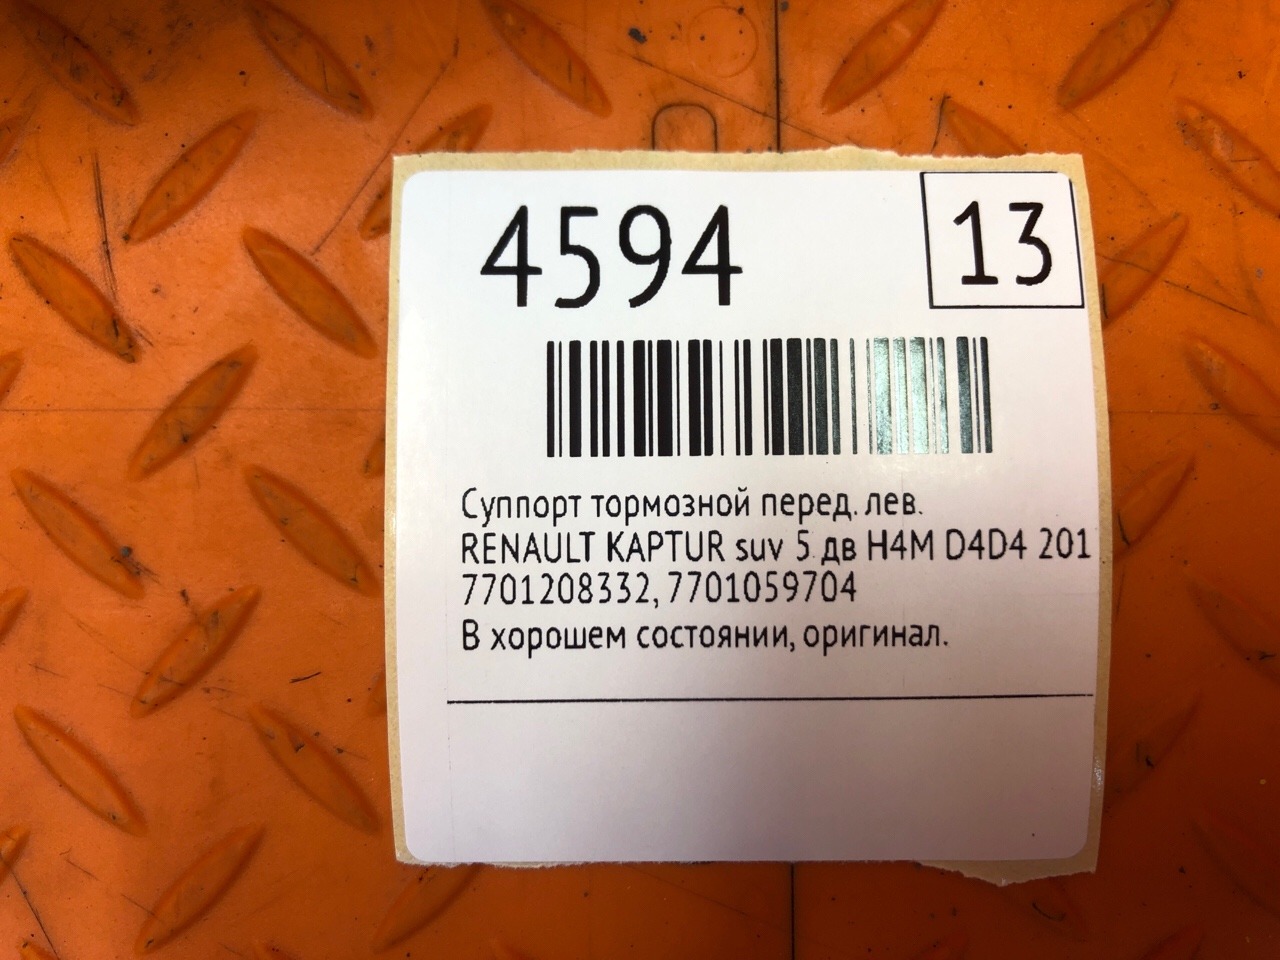 4594
13
Суппорт тормозной перед. лев.
RENAULT KAPTUR suv 5 дв H4M D4D4 201
7701208332, 7701059704
В хорошем состоянии, оригинал.